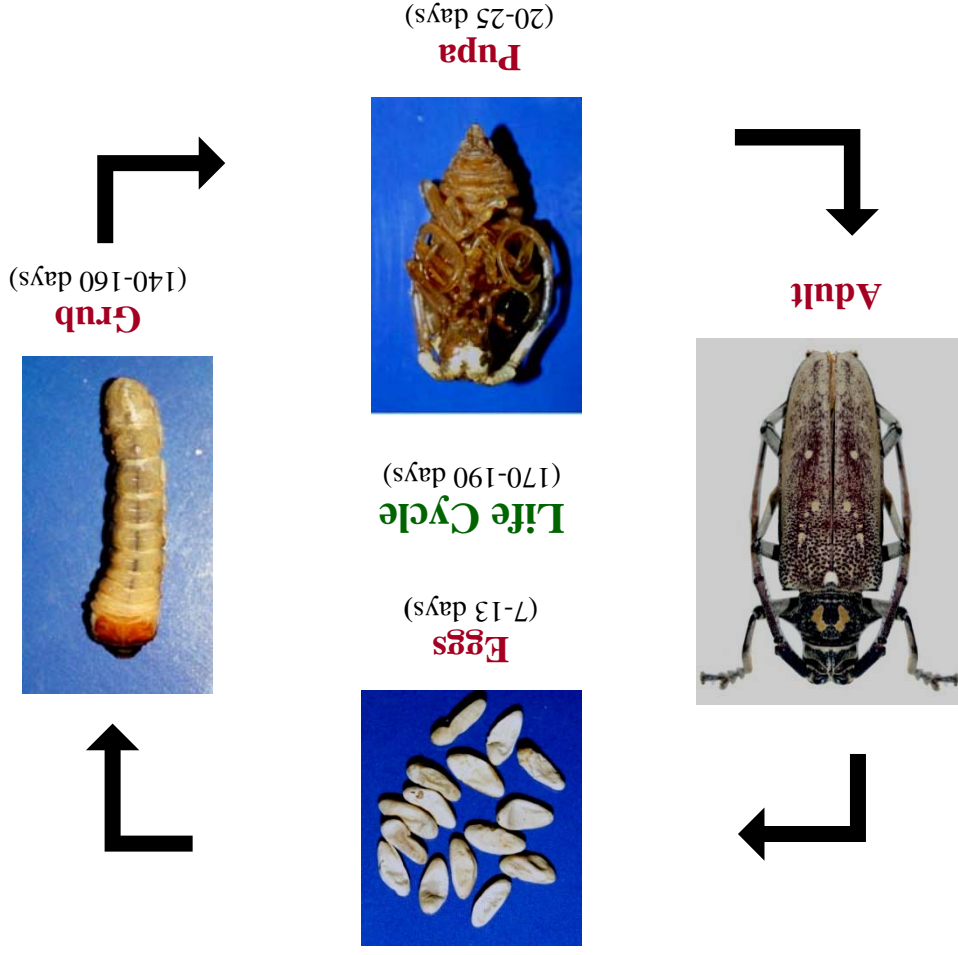 Eggs
(7-13 days)
Life Cycle
(170-190 days)
Adult
Grub
(140-160 days)
Pupa
(20-25 days)